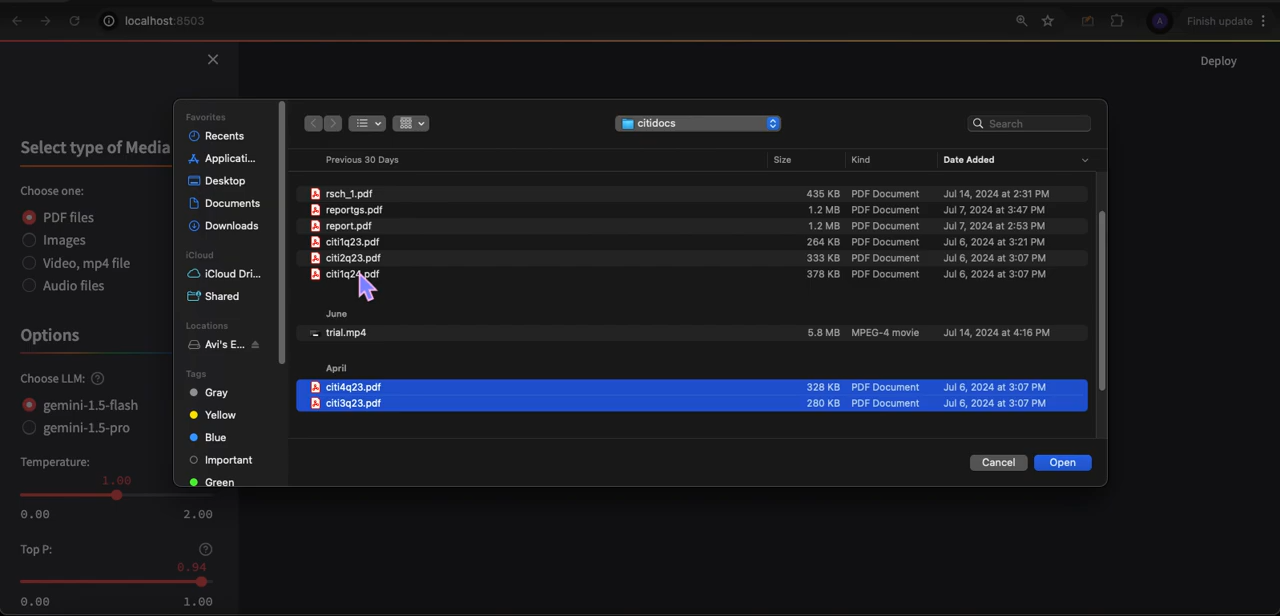 localhost:8503
A
Finish update
Deploy
Select type of Media
Choose one:
PDF files
Images
Video, mp4 file
Audio files
Options
Choose LLM: ?
gemini-1.5-flash
gemini-1.5-pro
Temperature:
1.00
0.00 2.00
Top P: ?
0.94
0.00 1.00
Favorites
Recents
Applicati...
Desktop
Documents
Downloads
iCloud
iCloud Dri...
Shared
Locations
Avi's E...
Tags
Gray
Yellow
Blue
Important
Green
citidocs
Search
Previous 30 Days Size Kind Date Added
rsch_1.pdf 435 KB PDF Document Jul 14, 2024 at 2:31 PM
reportgs.pdf 1.2 MB PDF Document Jul 7, 2024 at 3:47 PM
report.pdf 1.2 MB PDF Document Jul 7, 2024 at 2:53 PM
citi1q23.pdf 264 KB PDF Document Jul 6, 2024 at 3:21 PM
citi2q23.pdf 333 KB PDF Document Jul 6, 2024 at 3:07 PM
citi1q24.pdf 378 KB PDF Document Jul 6, 2024 at 3:07 PM
June
trial.mp4 5.8 MB MPEG-4 movie Jul 14, 2024 at 4:16 PM
April
citi4q23.pdf 328 KB PDF Document Jul 6, 2024 at 3:07 PM
citi3q23.pdf 280 KB PDF Document Jul 6, 2024 at 3:07 PM
Cancel Open